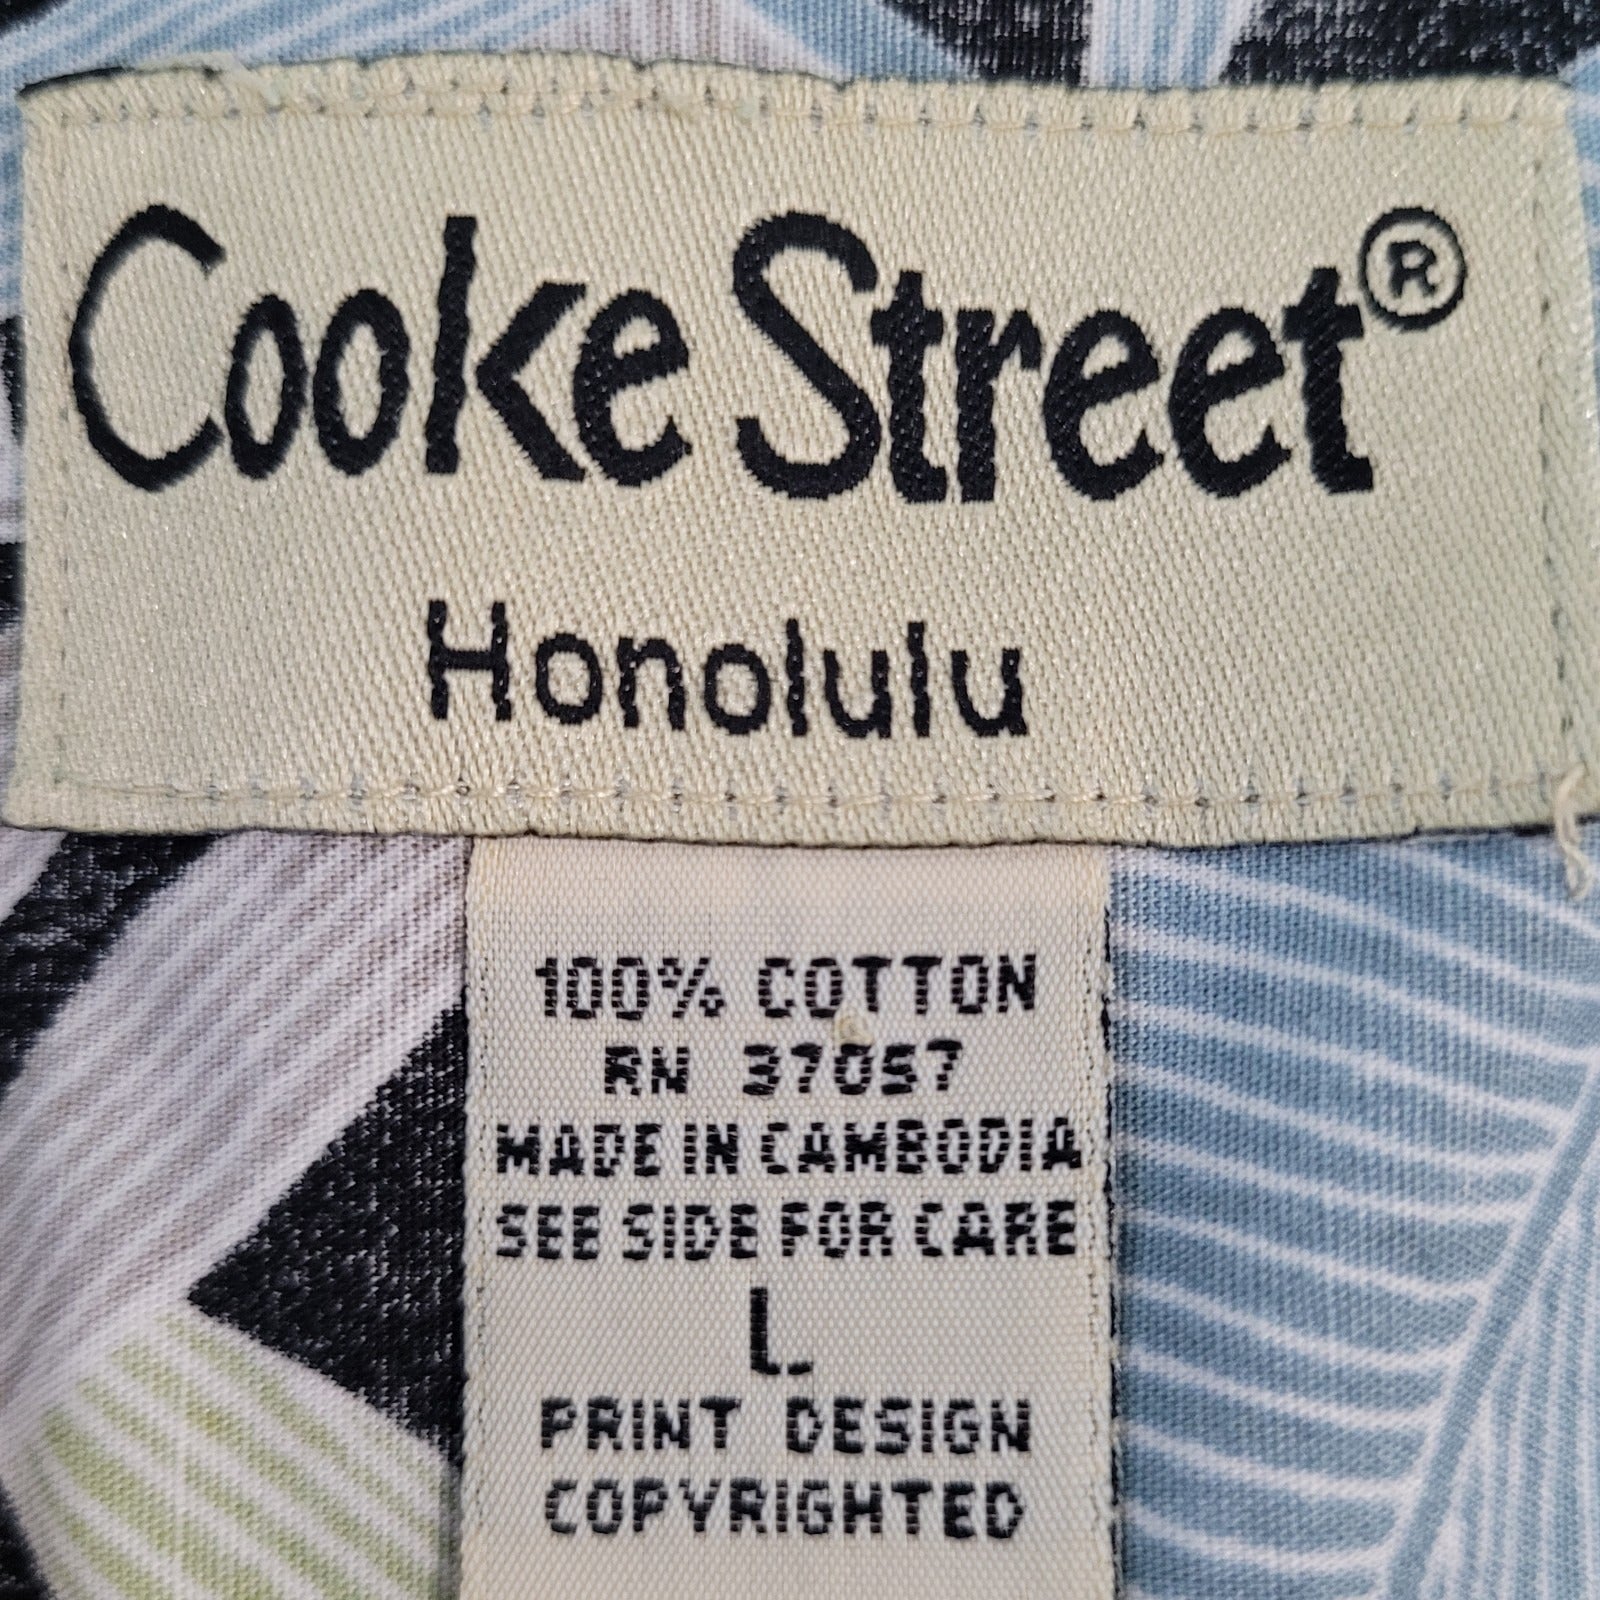 Cooke Street®
Honolulu
100% COTTON
RN 37057
MADE IN CAMBODIA
SEE SIDE FOR CARE
L
PRINT DESIGN
COPYRIGHTED